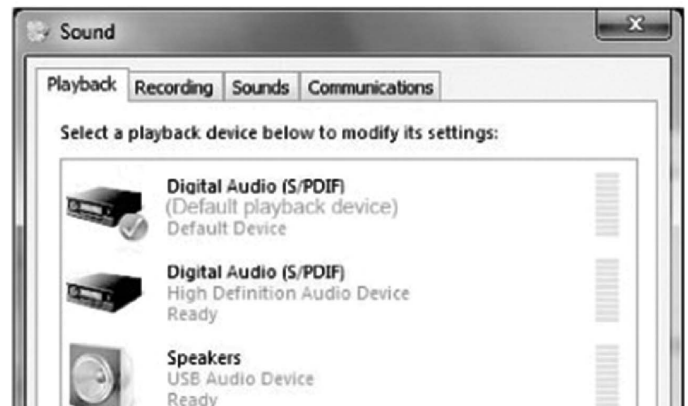 Sound
Playback Recording Sounds Communications
Select a playback device below to modify its settings:
Digital Audio (S/PDIF)
(Default playback device)
Default Device
Digital Audio (S/PDIF)
High Definition Audio Device
Ready
Speakers
USB Audio Device
Ready